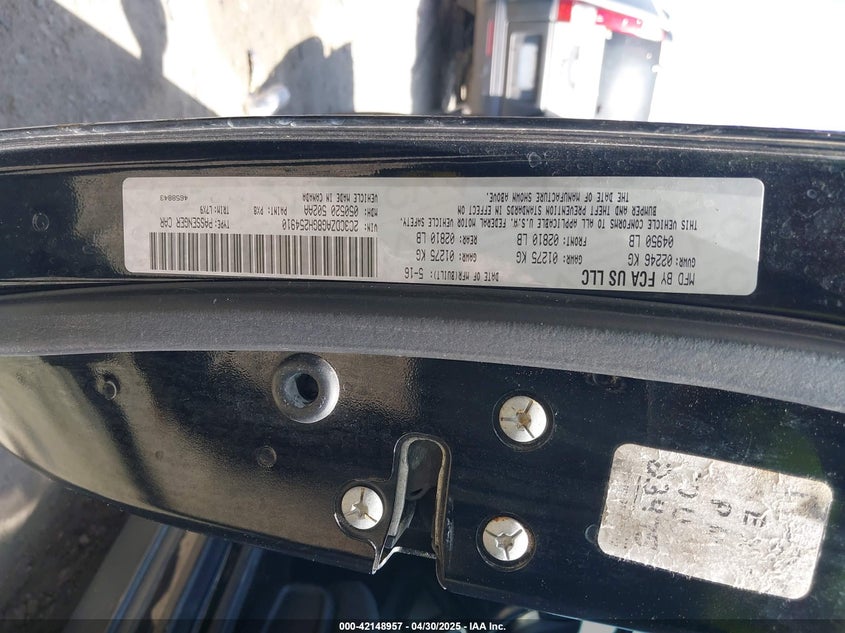 MFD BY FCA US LLC
DATE OF MFR(BUILT): 5-16
GVWR: 02246 KG
GAWR: 01275 KG
GAWR: 01275 KG
04950 LB
FRONT: 02810 LB
REAR: 02810 LB
THIS VEHICLE CONFORMS TO ALL APPLICABLE U.S.A. FEDERAL MOTOR VEHICLE SAFETY,
BUMPER AND THEFT PREVENTION STANDARDS IN EFFECT ON
THE DATE OF MANUFACTURE SHOWN ABOVE.
VIN: 2C3CDZAG8GH254910
TYPE: PASSENGER CAR
MDH: 050520 502AA
PAINT: PX8
TRIM: L7X9
VEHICLE MADE IN CANADA
4658843
000-42148957 - 04/30/2025 - IAA Inc.